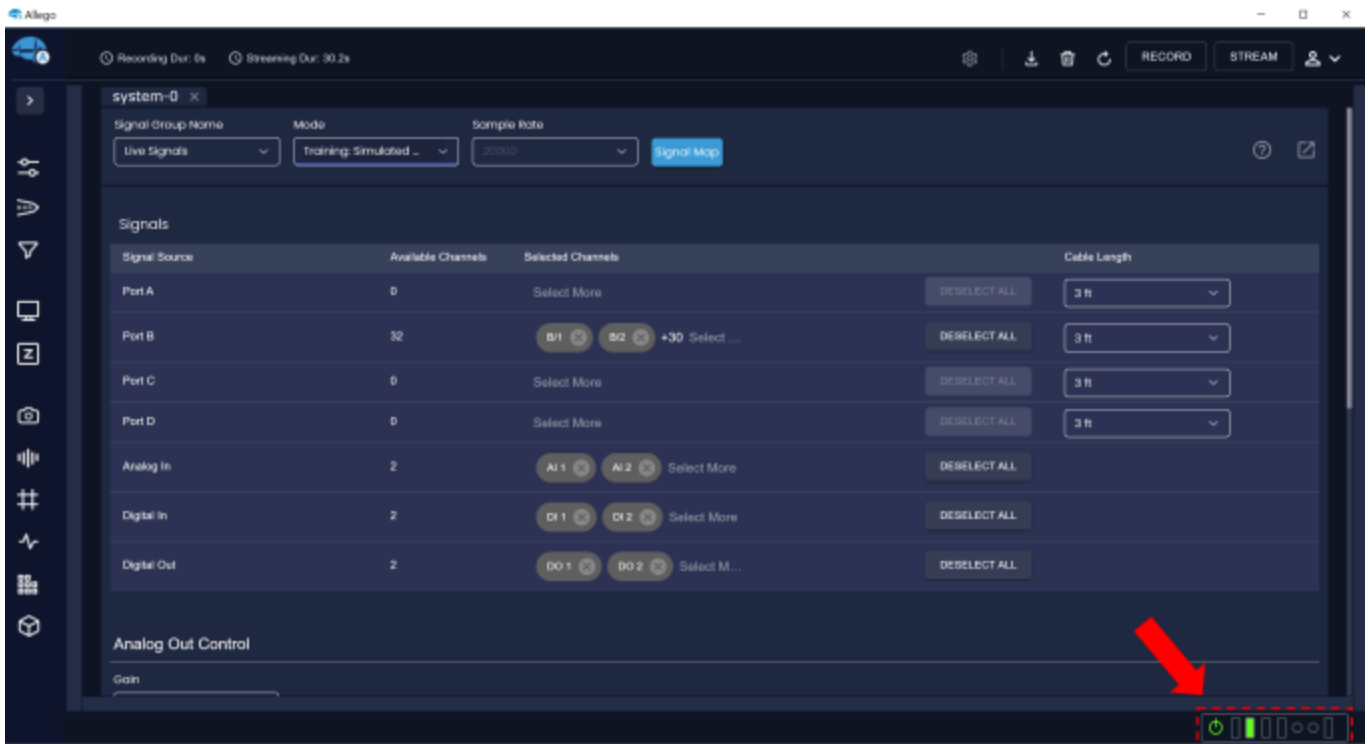 Allego
Recording Dur: 0s Streaming Dur: 30.2s RECORD STREAM
system-0 ×
Signal Group Name Mode Sample Rate
Live Signals Training: Simulated ... 20000 Signal Map
Signals
Signal Source Available Channels Selected Channels Cable Length
Port A 0 Select More DESELECT ALL 3 ft
Port B 32 B/1 B/2 +30 Select ... DESELECT ALL 3 ft
Port C 0 Select More DESELECT ALL 3 ft
Port D 0 Select More DESELECT ALL 3 ft
Analog In 2 AI 1 AI 2 Select More DESELECT ALL
Digital In 2 DI 1 DI 2 Select More DESELECT ALL
Digital Out 2 DO 1 DO 2 Select M... DESELECT ALL
Analog Out Control
Gain